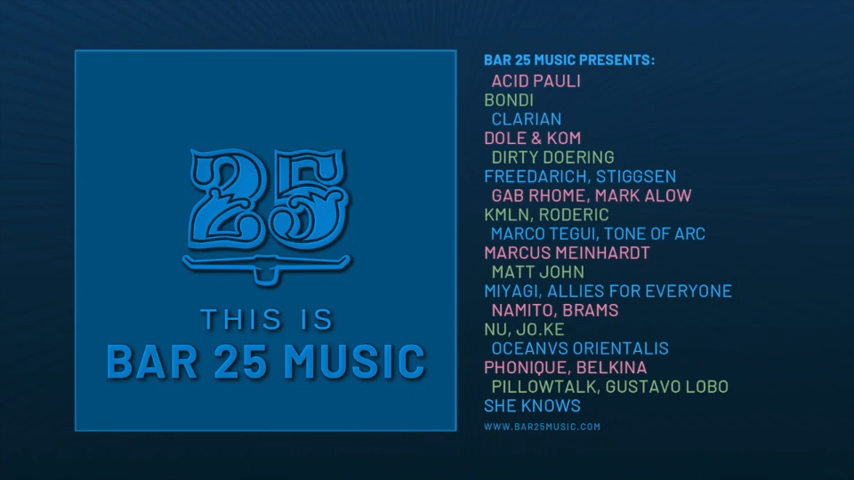 25
THIS IS
BAR 25 MUSIC
BAR 25 MUSIC PRESENTS:
ACID PAULI
BONDI
CLARIAN
DOLE & KOM
DIRTY DOERING
FREEDARICH, STIGGSEN
GAB RHOME, MARK ALOW
KMLN, RODERIC
MARCO TEGUI, TONE OF ARC
MARCUS MEINHARDT
MATT JOHN
MIYAGI, ALLIES FOR EVERYONE
NAMITO, BRAMS
NU, JO.KE
OCEANVS ORIENTALIS
PHONIQUE, BELKINA
PILLOWTALK, GUSTAVO LOBO
SHE KNOWS
WWW.BAR25MUSIC.COM